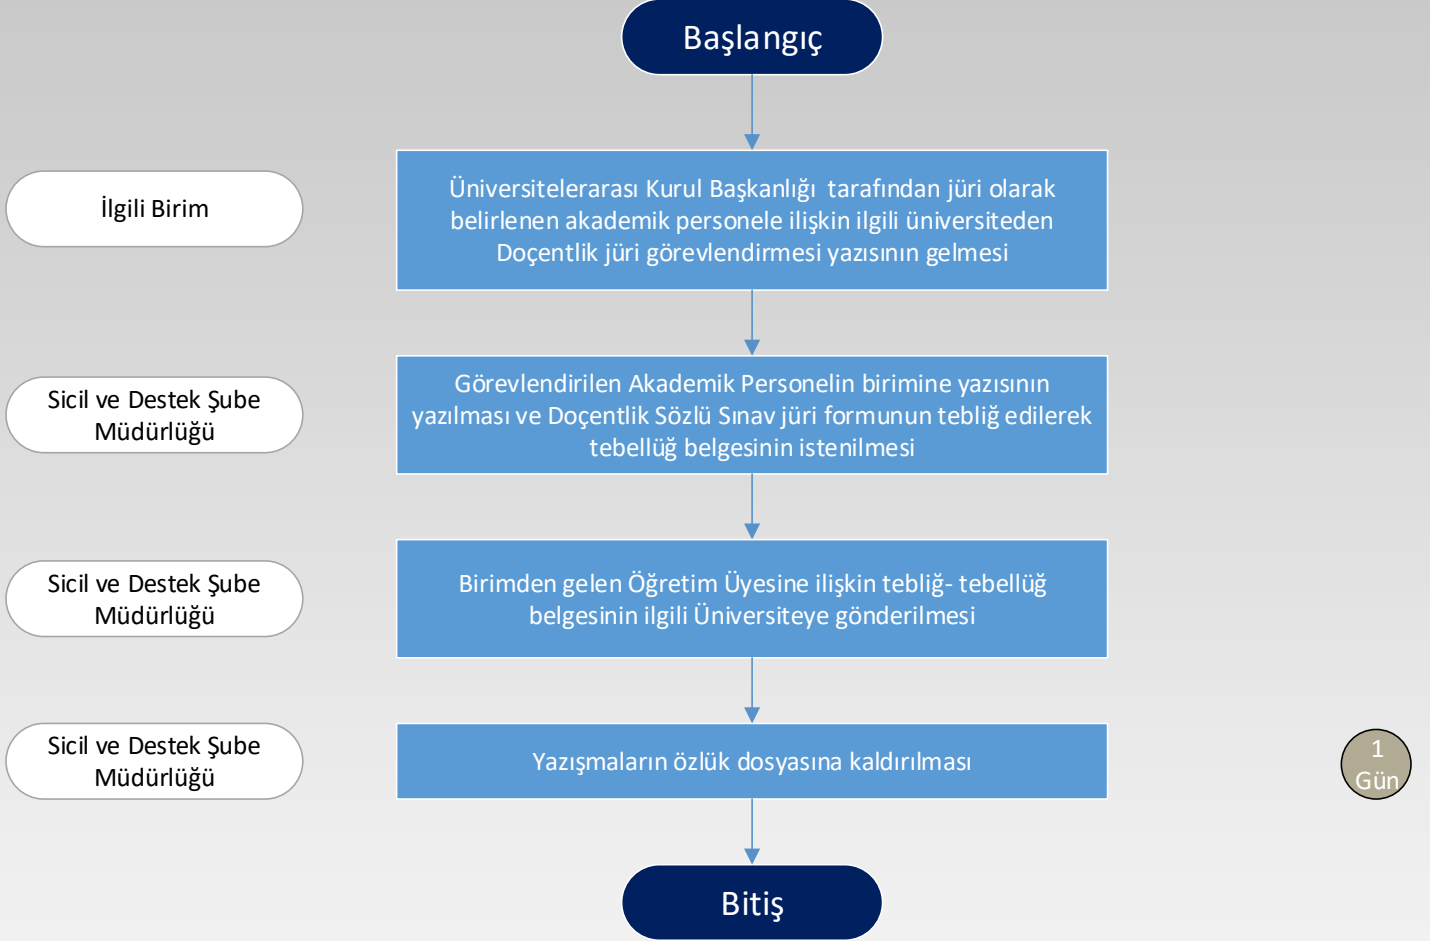 Başlangıç
İlgili Birim
Üniversitelerarası Kurul Başkanlığı  tarafından jüri olarak
belirlenen akademik personele ilişkin ilgili üniversiteden
Doçentlik jüri görevlendirmesi yazısının gelmesi
Sicil ve Destek Şube
Müdürlüğü
Görevlendirilen Akademik Personelin birimine yazısının
yazılması ve Doçentlik Sözlü Sınav jüri formunun tebliğ edilerek
tebellüğ belgesinin istenilmesi
Sicil ve Destek Şube
Müdürlüğü
Birimden gelen Öğretim Üyesine ilişkin tebliğ- tebellüğ
belgesinin ilgili Üniversiteye gönderilmesi
Sicil ve Destek Şube
Müdürlüğü
Yazışmaların özlük dosyasına kaldırılması
1
Gün
Bitiş